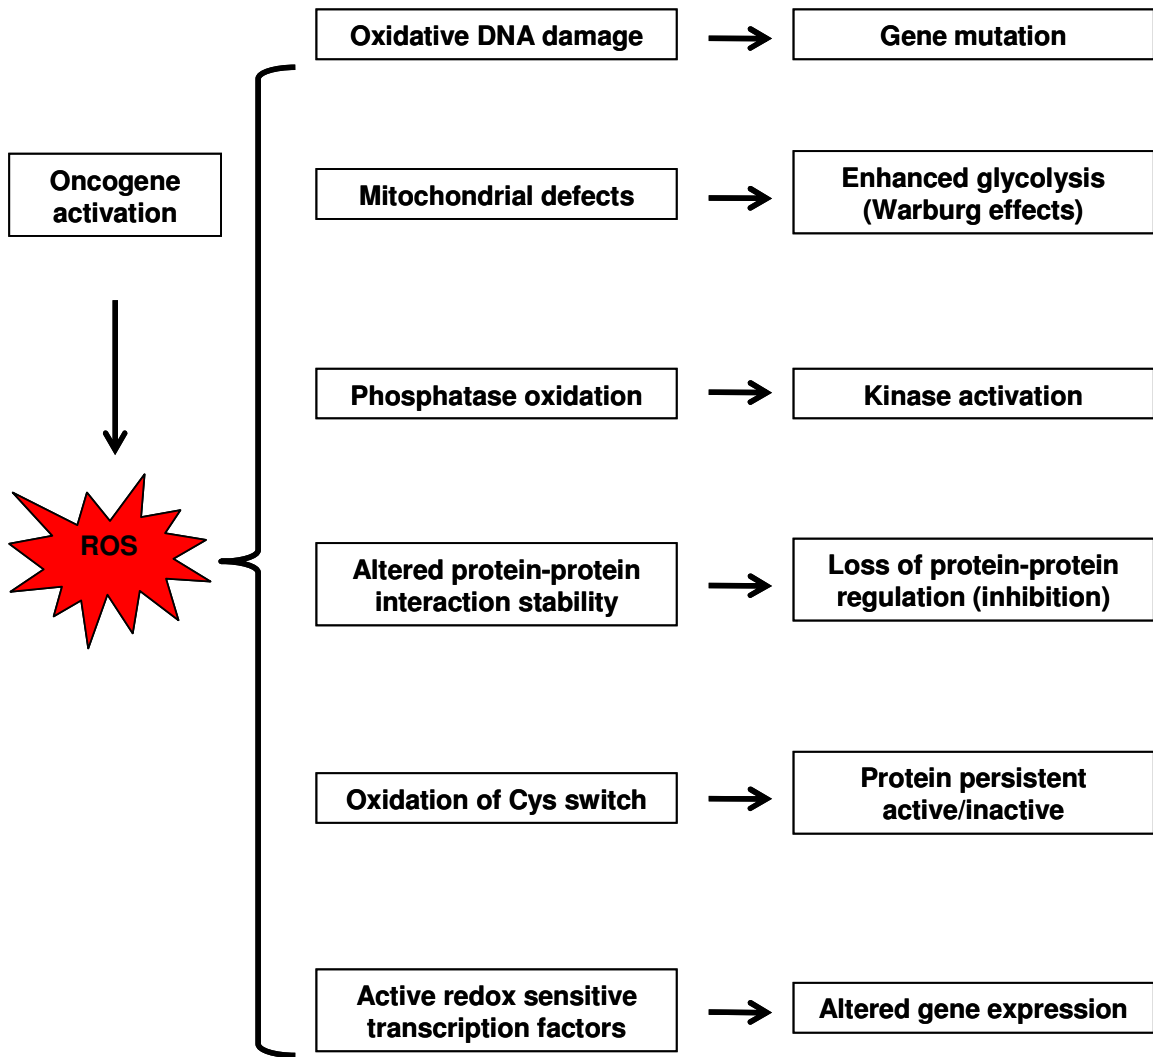 Oxidative DNA damage
Gene mutation
Oncogene
activation
Mitochondrial defects
Enhanced glycolysis
(Warburg effects)
Phosphatase oxidation
Kinase activation
ROS
Altered protein-protein
interaction stability
Loss of protein-protein
regulation (inhibition)
Oxidation of Cys switch
Protein persistent
active/inactive
Active redox sensitive
transcription factors
Altered gene expression